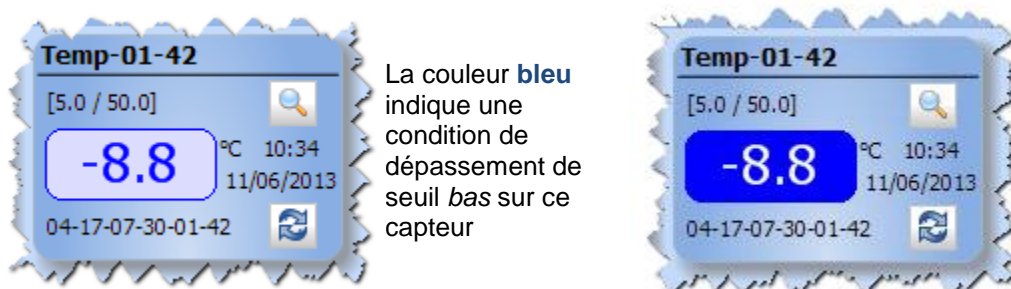 Temp-01-42
[5.0 / 50.0]
-8.8
°C 10:34
11/06/2013
04-17-07-30-01-42
La couleur bleu
indique une
condition de
dépassement de
seuil bas sur ce
capteur
Temp-01-42
[5.0 / 50.0]
-8.8
°C 10:34
11/06/2013
04-17-07-30-01-42